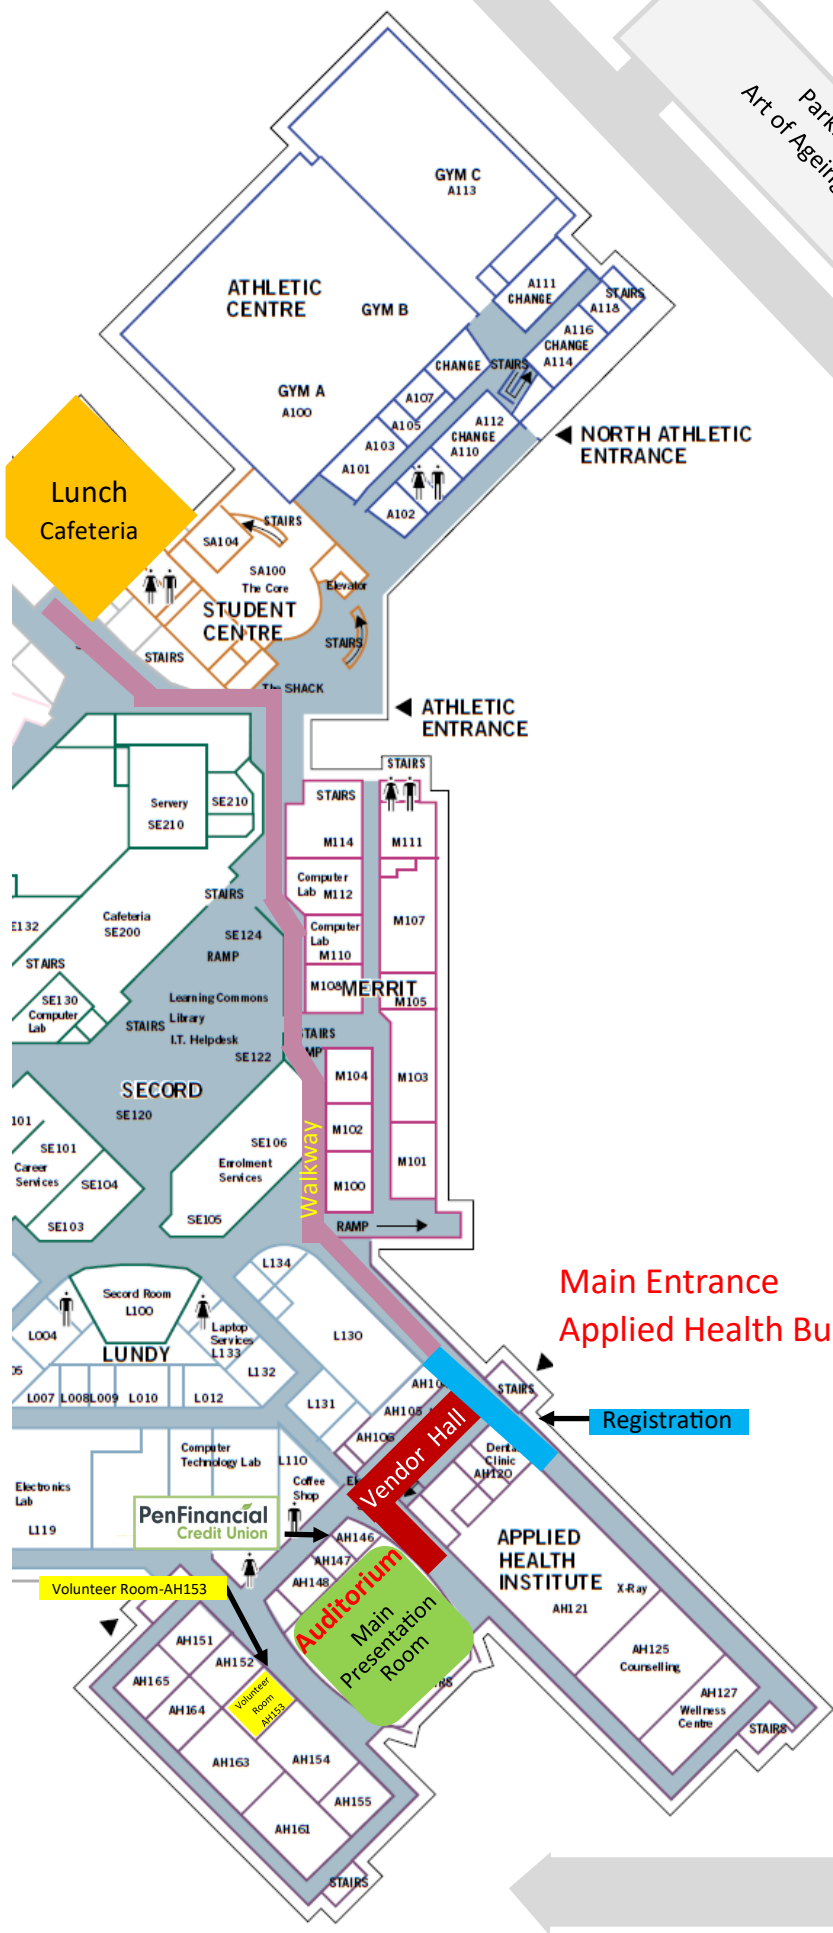 Art of Ageing
GYM C
A113
ATHLETIC
CENTRE
GYM B
GYM A
A100
A111
CHANGE
STAIRS
A118
A116
CHANGE
A114
CHANGE
STAIRS
A107
A105
A103
A101
A112
CHANGE
A110
A102
NORTH ATHLETIC
ENTRANCE
Lunch
Cafeteria
STAIRS
SA104
SA100
The Core
Elevator
STUDENT
CENTRE
STAIRS
STAIRS
The SHACK
ATHLETIC
ENTRANCE
STAIRS
Servery
SE210
SE210
STAIRS
M114
M111
Computer
Lab M112
STAIRS
Cafeteria
SE200
SE124
RAMP
Computer
Lab
M110
M107
E132
STAIRS
M108
MERRIT
M105
SE130
Computer
Lab
Learning Commons
STAIRS
Library
I.T. Helpdesk
SE122
STAIRS
MP
M104
M103
SECORD
SE120
M102
101
SE101
Career
Services
SE104
SE103
SE106
Enrolment
Services
SE105
Walkway
M100
M101
RAMP
L134
Secord Room
L100
Main Entrance
Applied Health Bu
L004
Laptop
Services
L133
L130
LUNDY
L132
05
L007
L008
L009
L010
L012
L131
AH10
AH105
AH106
STAIRS
Registration
Vendor Hall
Computer
Technology Lab
L110
Coffee
Shop
El
Dental
Clinic
AH120
Electronics
Lab
L119
PenFinancial
Credit Union
AH146
AH147
AH148
APPLIED
HEALTH
INSTITUTE
AH121
X-Ray
Volunteer Room-AH153
Auditorium
Main
Presentation
Room
RS
AH151
AH152
AH165
AH164
Volunteer
Room
AH153
AH125
Counselling
AH127
Wellness
Centre
STAIRS
AH163
AH154
AH155
AH161
STAIRS